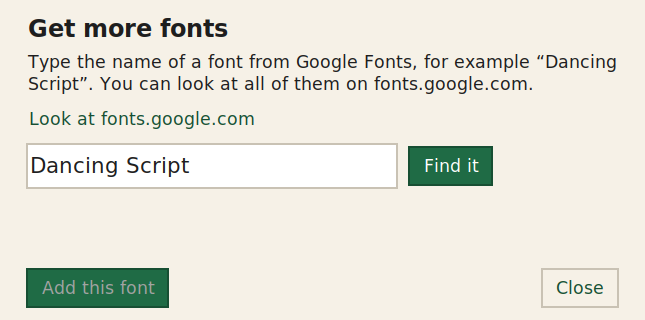 Get more fonts
Type the name of a font from Google Fonts, for example “Dancing
Script”. You can look at all of them on fonts.google.com.
Look at fonts.google.com
Dancing Script
Find it
Add this font
Close